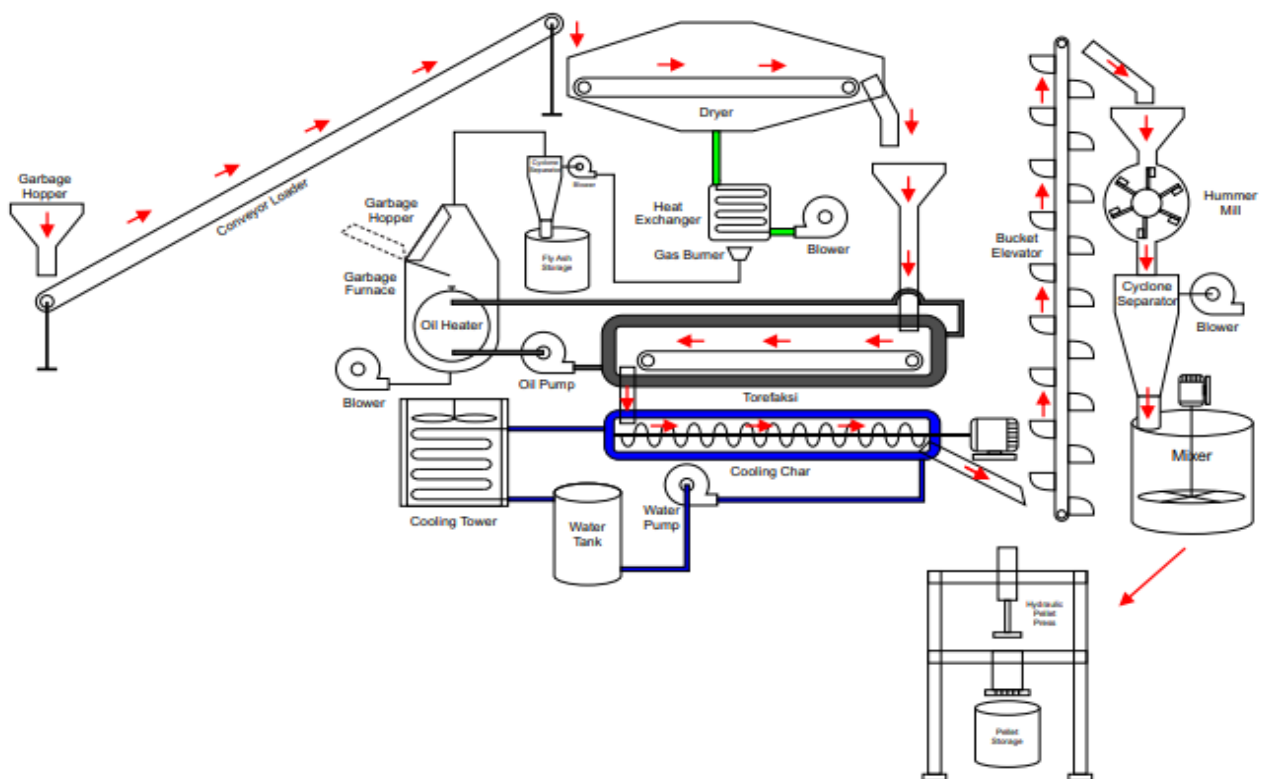 Garbage
Hopper
Conveyor Loader
Dryer
Cyclone
Separator
Blower
Fly Ash
Storage
Garbage
Hopper
Garbage
Furnace
Oil Heater
Blower
Oil Pump
Heat
Exchanger
Gas Burner
Blower
Torefaksi
Cooling Char
Cooling Tower
Water
Tank
Water
Pump
Bucket
Elevator
Hummer
Mill
Cyclone
Separator
Blower
Mixer
Hydraulic
Pellet
Press
Pellet
Storage